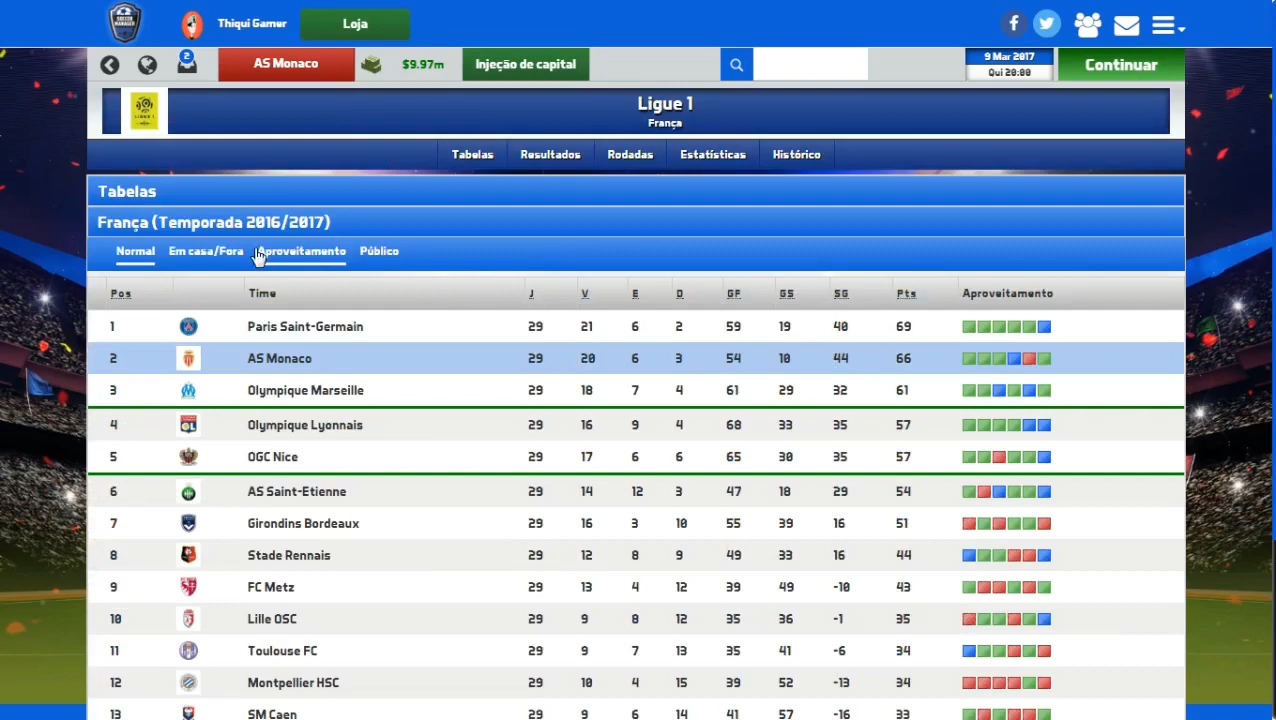 SOCCER MANAGER
Thiqui Gamer
Loja
2
AS Monaco
$9.97m
Injeção de capital
9 Mar 2017
Qui 20:00
Continuar
LIGUE 1
Ligue 1
França
Tabelas Resultados Rodadas Estatísticas Histórico
Tabelas
França (Temporada 2016/2017)
Normal Em casa/Fora Aproveitamento Público
Pos Time J V E D GF GS SG Pts Aproveitamento
1 Paris Saint-Germain 29 21 6 2 59 19 40 69
2 AS Monaco 29 20 6 3 54 10 44 66
3 Olympique Marseille 29 18 7 4 61 29 32 61
4 Olympique Lyonnais 29 16 9 4 68 33 35 57
5 OGC Nice 29 17 6 6 65 30 35 57
6 AS Saint-Etienne 29 14 12 3 47 18 29 54
7 Girondins Bordeaux 29 16 3 10 55 39 16 51
8 Stade Rennais 29 12 8 9 49 33 16 44
9 FC Metz 29 13 4 12 39 49 -10 43
10 Lille OSC 29 9 8 12 35 36 -1 35
11 Toulouse FC 29 9 7 13 35 41 -6 34
12 Montpellier HSC 29 10 4 15 39 52 -13 34
13 SM Caen 29 9 6 14 41 57 -16 33